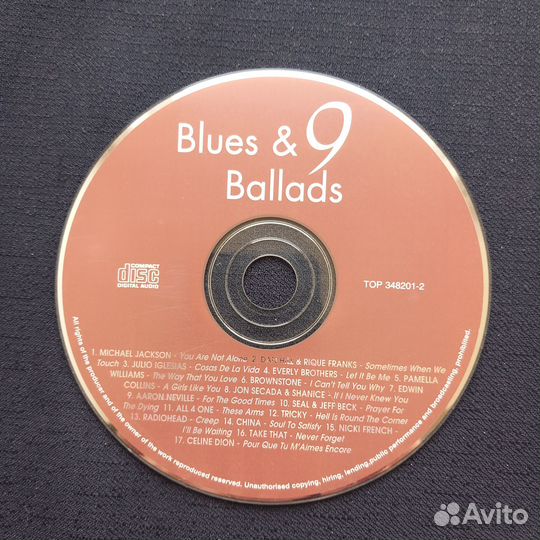 Blues & 9
Ballads
COMPACT
disc
DIGITAL AUDIO
TOP 348201-2
1. MICHAEL JACKSON - You Are Not Alone 2. DAN HILL & RIQUE FRANKS - Sometimes When We
Touch 3. JULIO IGLESIAS - Cosas De La Vida 4. EVERLY BROTHERS - Let If Be Me 5. PAMELLA
WILLIAMS - The Way That You Love 6. BROWNSTONE - I Can't Tell You Why 7. EDWIN
COLLINS - A Girls Like You 8. JON SECADA & SHANICE - If I Never Knew You
9. AARON NEVILLE - For The Good Times 10. SEAL & JEFF BECK - Prayer For
The Dying 11. ALL 4 ONE - These Arms 12. TRICKY - Hell Is Round The Corner
13. RADIOHEAD - Creep 14. CHINA - Soul To Satisfy 15. NICKI FRENCH -
I'll Be Waiting 16. TAKE THAT - Never Forget
17. CELINE DION - Pour Que Tu M'Aimes Encore
All rights of the producers and of the owner of the work reproduced reserved. Unauthorised copying, hiring, lending, public performance and broadcasting prohibited.
Avito